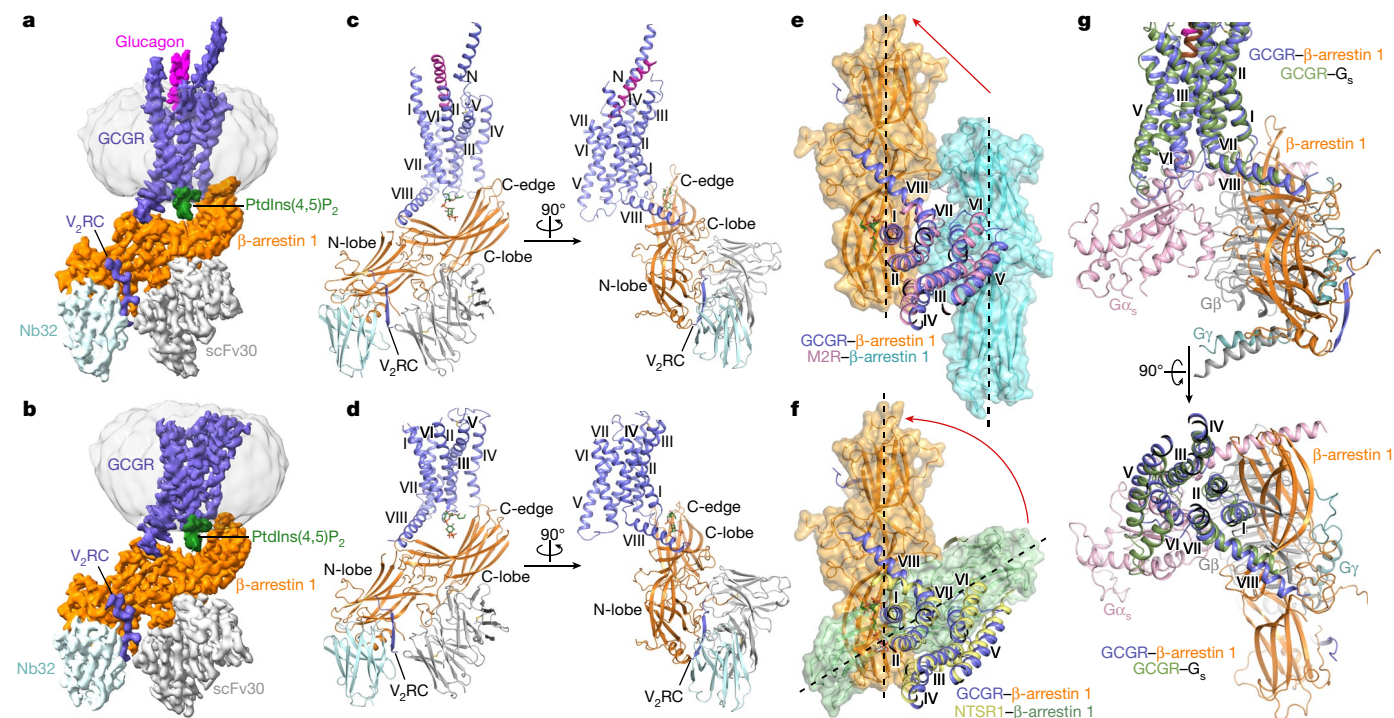 a
Glucagon
GCGR
PtdIns(4,5)P2
V2RC
β-arrestin 1
Nb32
scFv30
b
GCGR
PtdIns(4,5)P2
V2RC
β-arrestin 1
Nb32
scFv30
c
N
I
II
V
VI
IV
III
VII
VIII
C-edge
N-lobe
C-lobe
V2RC
90°
N
IV
VII
III
VI
II
V
I
VIII
C-edge
C-lobe
N-lobe
V2RC
d
V
VI
II
I
IV
III
VII
VIII
C-edge
N-lobe
C-lobe
V2RC
90°
VII
IV
III
VI
II
V
I
VIII
C-edge
C-lobe
N-lobe
V2RC
e
VIII
VII
VI
I
II
V
III
IV
GCGR–β-arrestin 1
M2R–β-arrestin 1
f
VIII
VI
I
VII
II
V
III
IV
GCGR–β-arrestin 1
NTSR1–β-arrestin 1
g
GCGR–β-arrestin 1
GCGR–Gs
II
III
V
I
β-arrestin 1
VI
VII
VIII
Gαs
Gβ
Gγ
90°
IV
III
V
β-arrestin 1
II
I
VI
VII
Gβ
Gγ
VIII
Gαs
GCGR–β-arrestin 1
GCGR–Gs